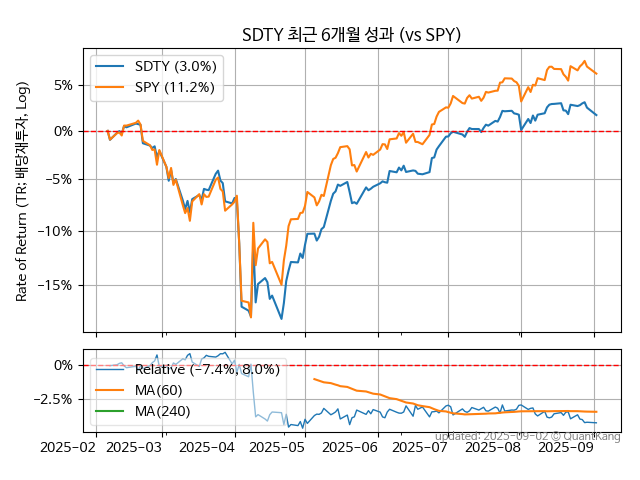 SDTY 최근 6개월 성과 (vs SPY)
SDTY (3.0%)
SPY (11.2%)
5%
0%
−5%
−10%
−15%
Rate of Return (TR: 배당재투자, Log)
Relative (−7.4%, 8.0%)
MA(60)
MA(240)
0%
−2.5%
updated: 2025-09-02 © QuantKang
2025-02 2025-03 2025-04 2025-05 2025-06 2025-07 2025-08 2025-09